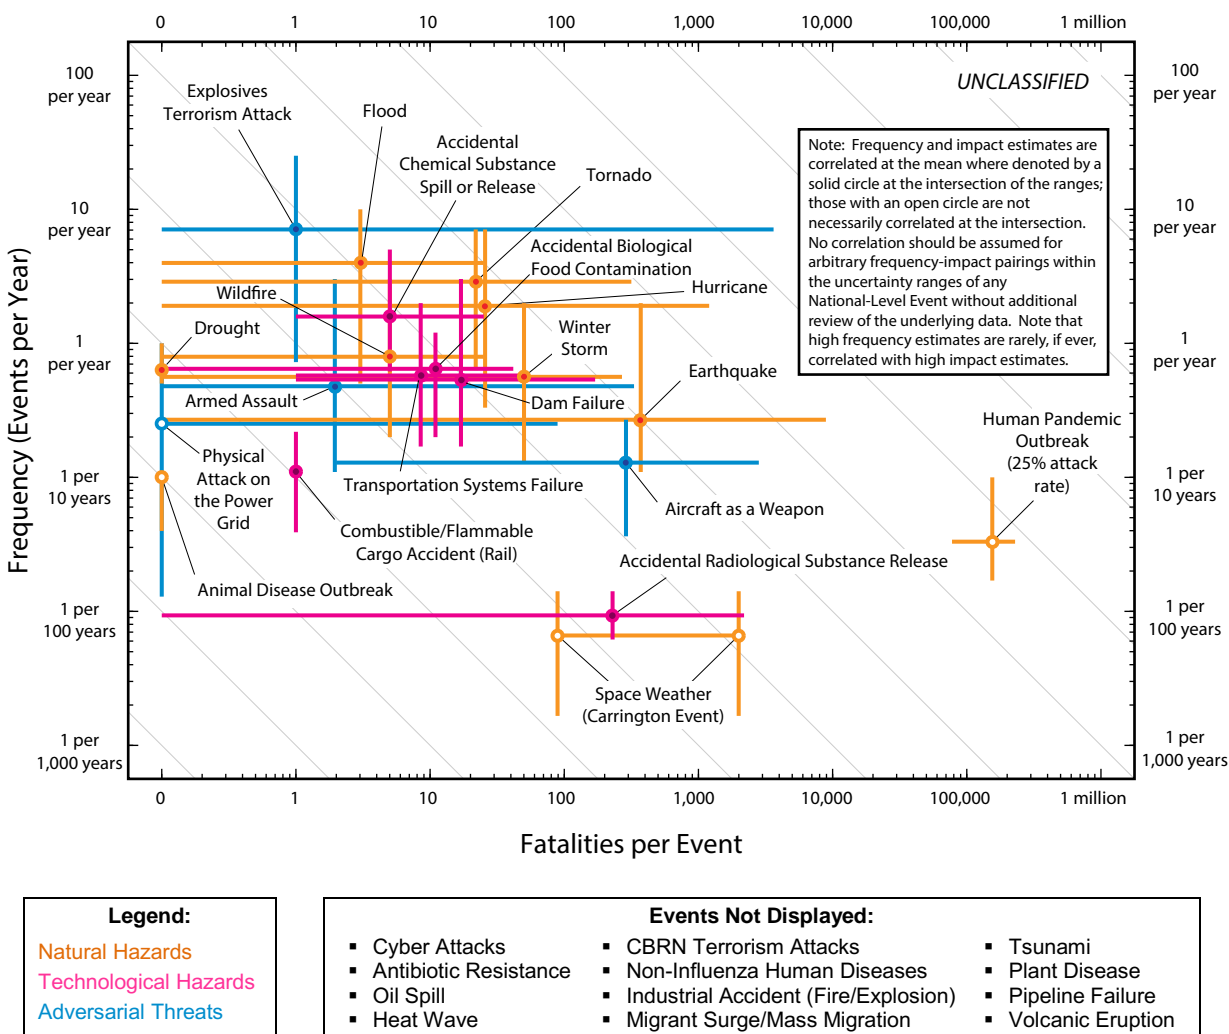 0 1 10 100 1,000 10,000 100,000 1 million
UNCLASSIFIED
100
per year
10
per year
1
per year
1 per
10 years
1 per
100 years
1 per
1,000 years
Frequency (Events per Year)
Explosives
Terrorism Attack
Flood
Accidental
Chemical Substance
Spill or Release
Tornado
Accidental Biological
Food Contamination
Hurricane
Wildfire
Drought
Winter
Storm
Earthquake
Armed Assault
Dam Failure
Physical
Attack on
the Power
Grid
Transportation Systems Failure
Aircraft as a Weapon
Combustible/Flammable
Cargo Accident (Rail)
Accidental Radiological Substance Release
Animal Disease Outbreak
Space Weather
(Carrington Event)
Human Pandemic
Outbreak
(25% attack
rate)
Note: Frequency and impact estimates are
correlated at the mean where denoted by a
solid circle at the intersection of the ranges;
those with an open circle are not
necessarily correlated at the intersection.
No correlation should be assumed for
arbitrary frequency-impact pairings within
the uncertainty ranges of any
National-Level Event without additional
review of the underlying data. Note that
high frequency estimates are rarely, if ever,
correlated with high impact estimates.
100
per year
10
per year
1
per year
1 per
10 years
1 per
100 years
1 per
1,000 years
0 1 10 100 1,000 10,000 100,000 1 million
Fatalities per Event
Legend:
Natural Hazards
Technological Hazards
Adversarial Threats
Events Not Displayed:
▪ Cyber Attacks
▪ Antibiotic Resistance
▪ Oil Spill
▪ Heat Wave
▪ CBRN Terrorism Attacks
▪ Non-Influenza Human Diseases
▪ Industrial Accident (Fire/Explosion)
▪ Migrant Surge/Mass Migration
▪ Tsunami
▪ Plant Disease
▪ Pipeline Failure
▪ Volcanic Eruption